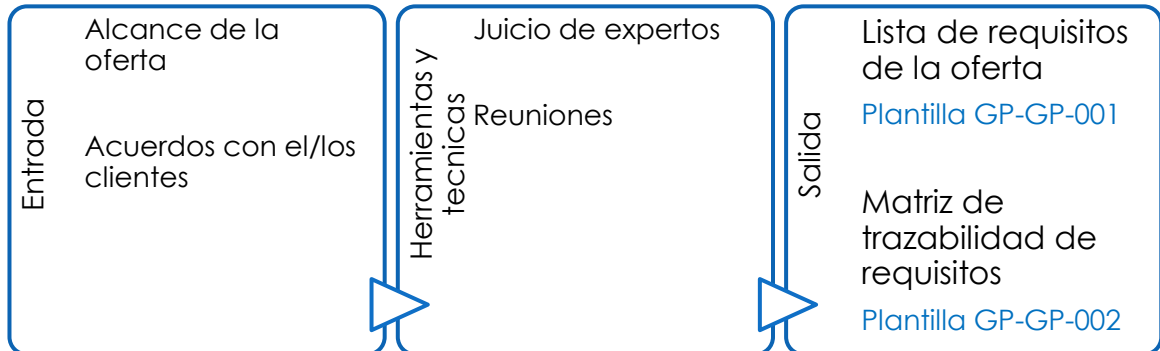 Entrada
Alcance de la
oferta
Acuerdos con el/los
clientes
Herramientas y
tecnicas
Juicio de expertos
Reuniones
Salida
Lista de requisitos
de la oferta
Plantilla GP-GP-001
Matriz de
trazabilidad de
requisitos
Plantilla GP-GP-002